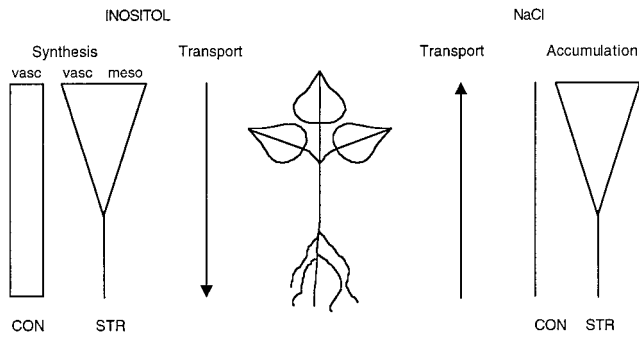 INOSITOL NaCl
Synthesis Transport Transport Accumulation
vasc vasc meso
CON STR CON STR